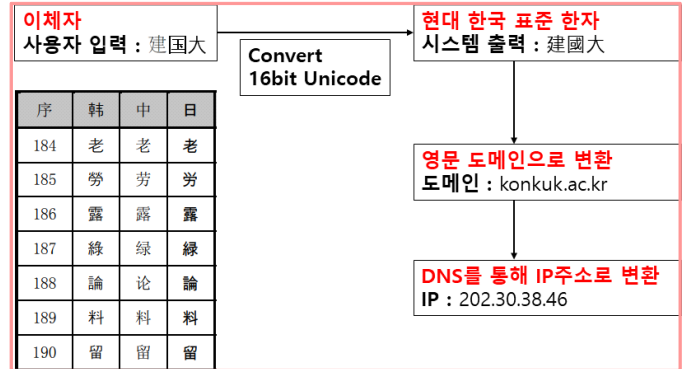 이체자
사용자 입력 : 建国大
Convert
16bit Unicode
현대 한국 표준 한자
시스템 출력 : 建國大
영문 도메인으로 변환
도메인 : konkuk.ac.kr
DNS를 통해 IP주소로 변환
IP : 202.30.38.46
序 韩 中 日
184 老 老 老
185 勞 劳 労
186 露 露 露
187 綠 绿 緑
188 論 论 論
189 料 料 料
190 留 留 留